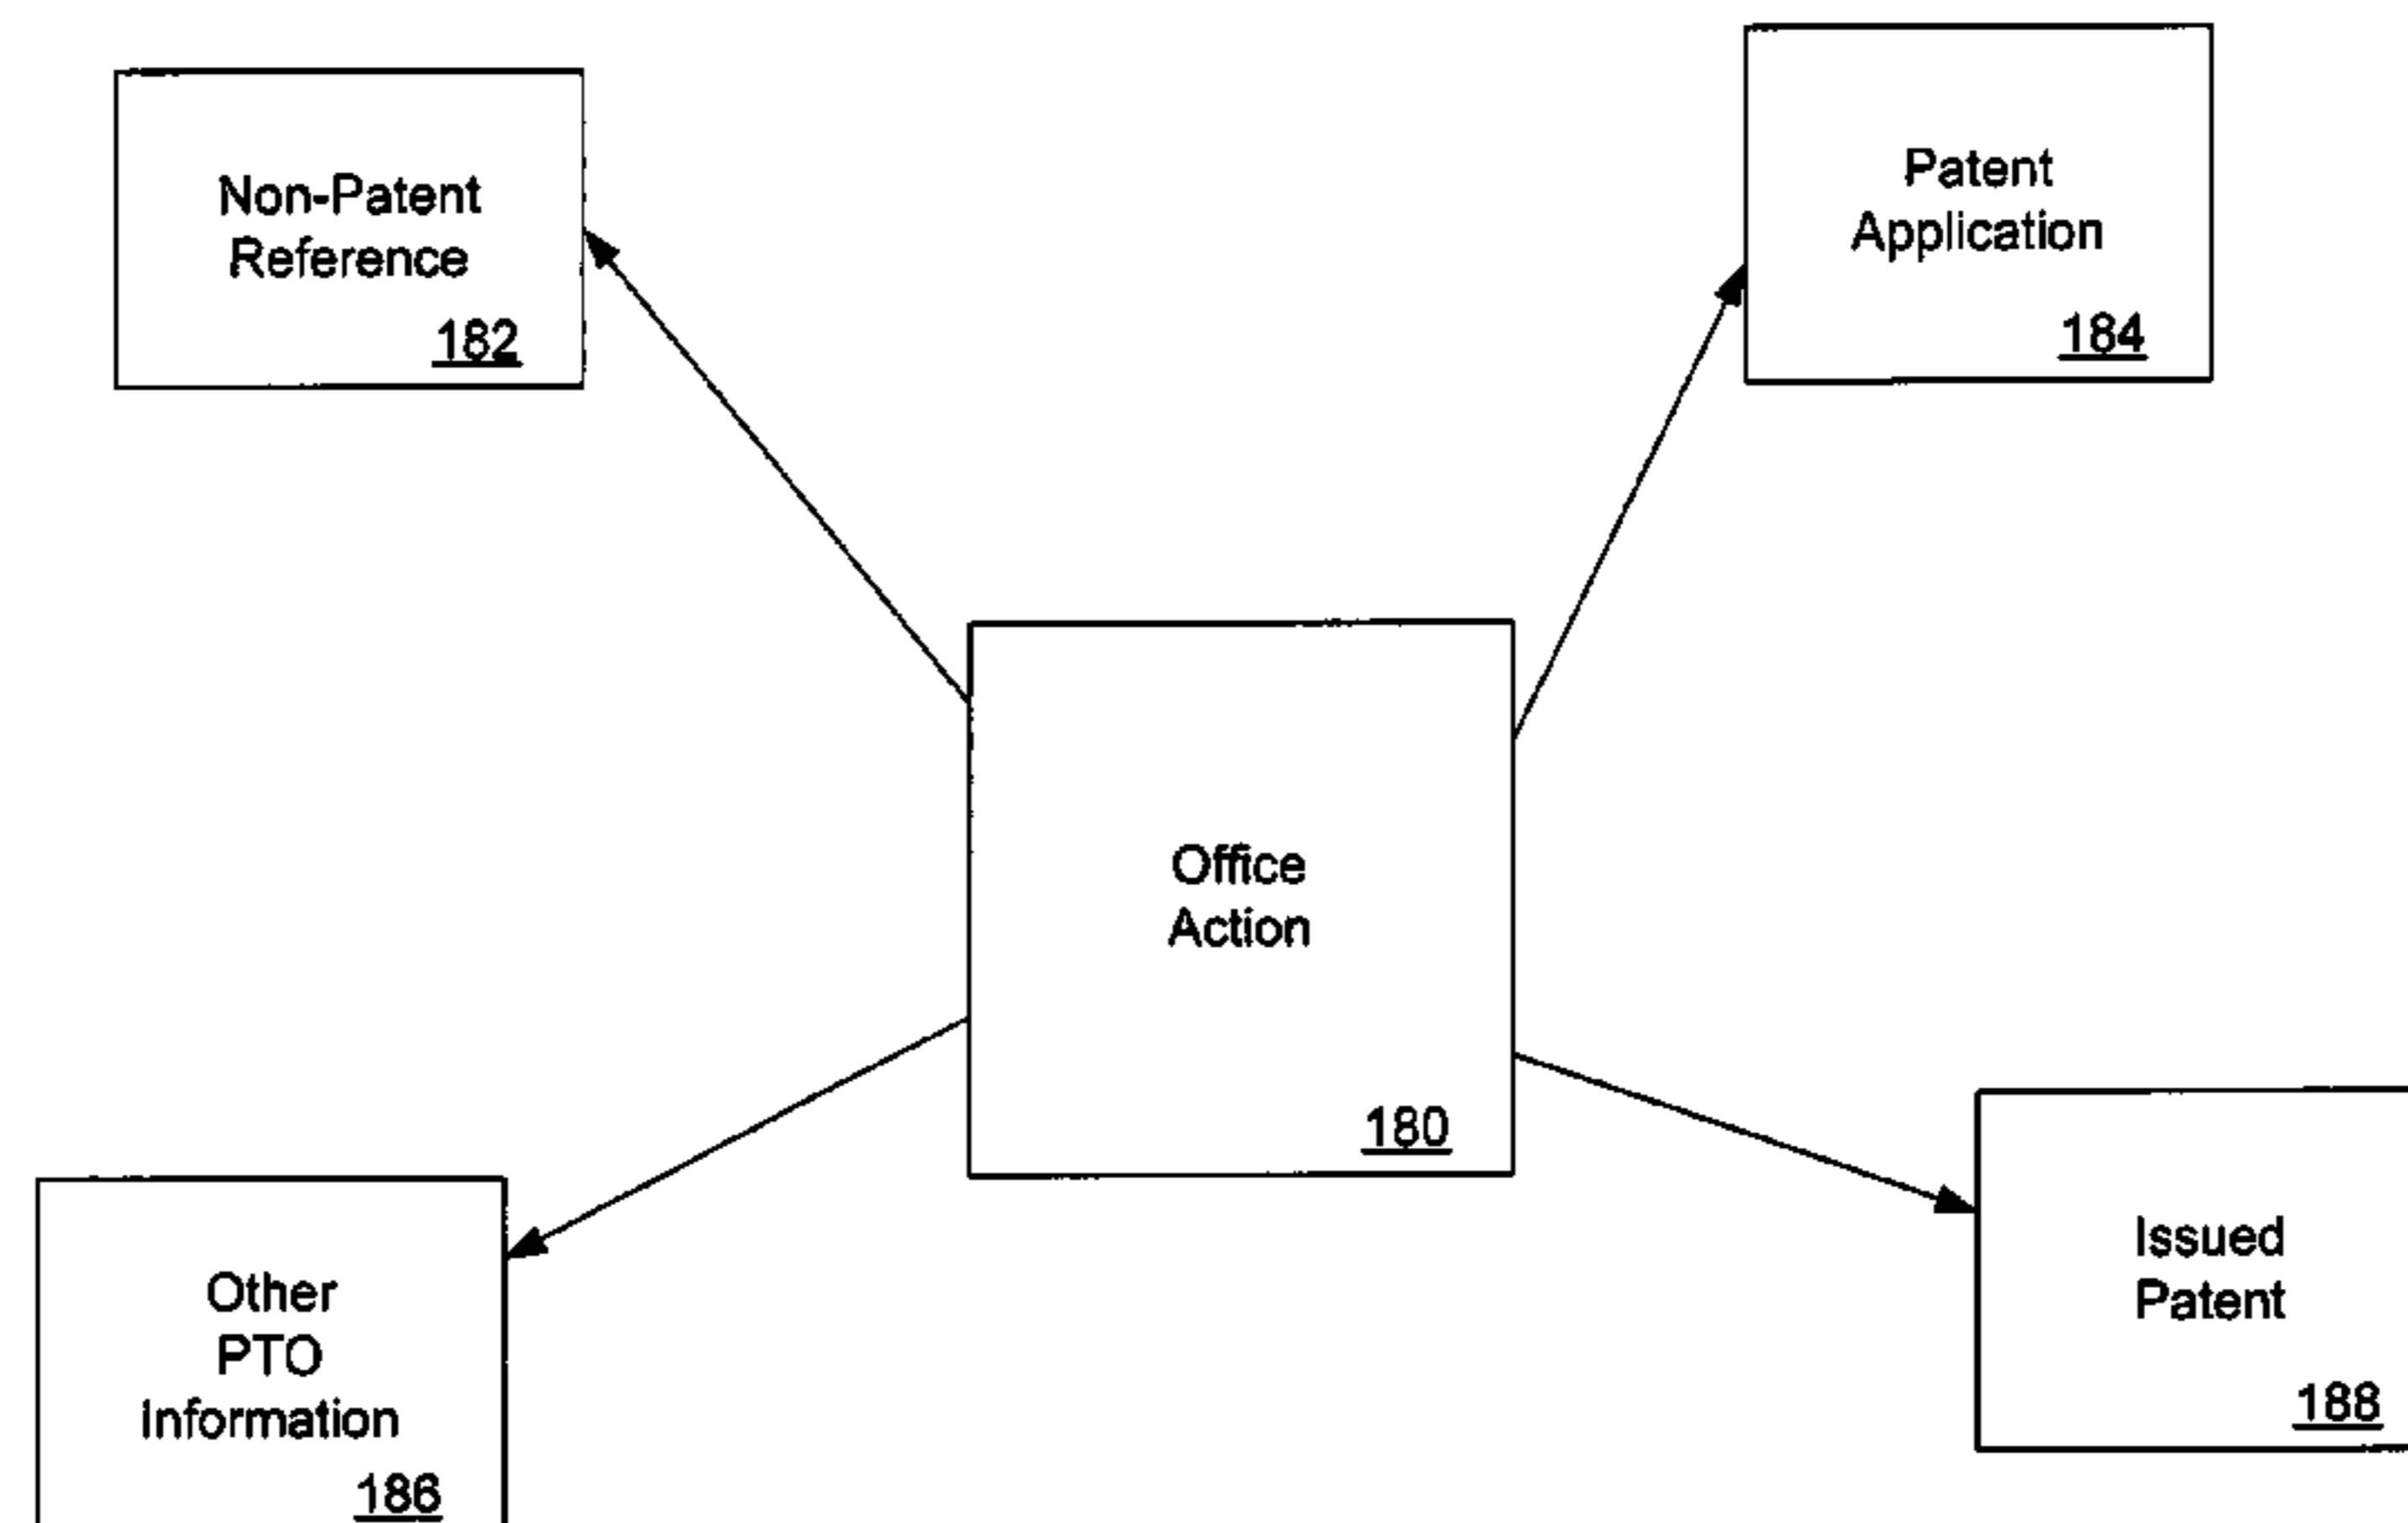 Non-Patent
Reference
182
Patent
Application
184
Office
Action
180
Other
PTO
Information
186
Issued
Patent
188